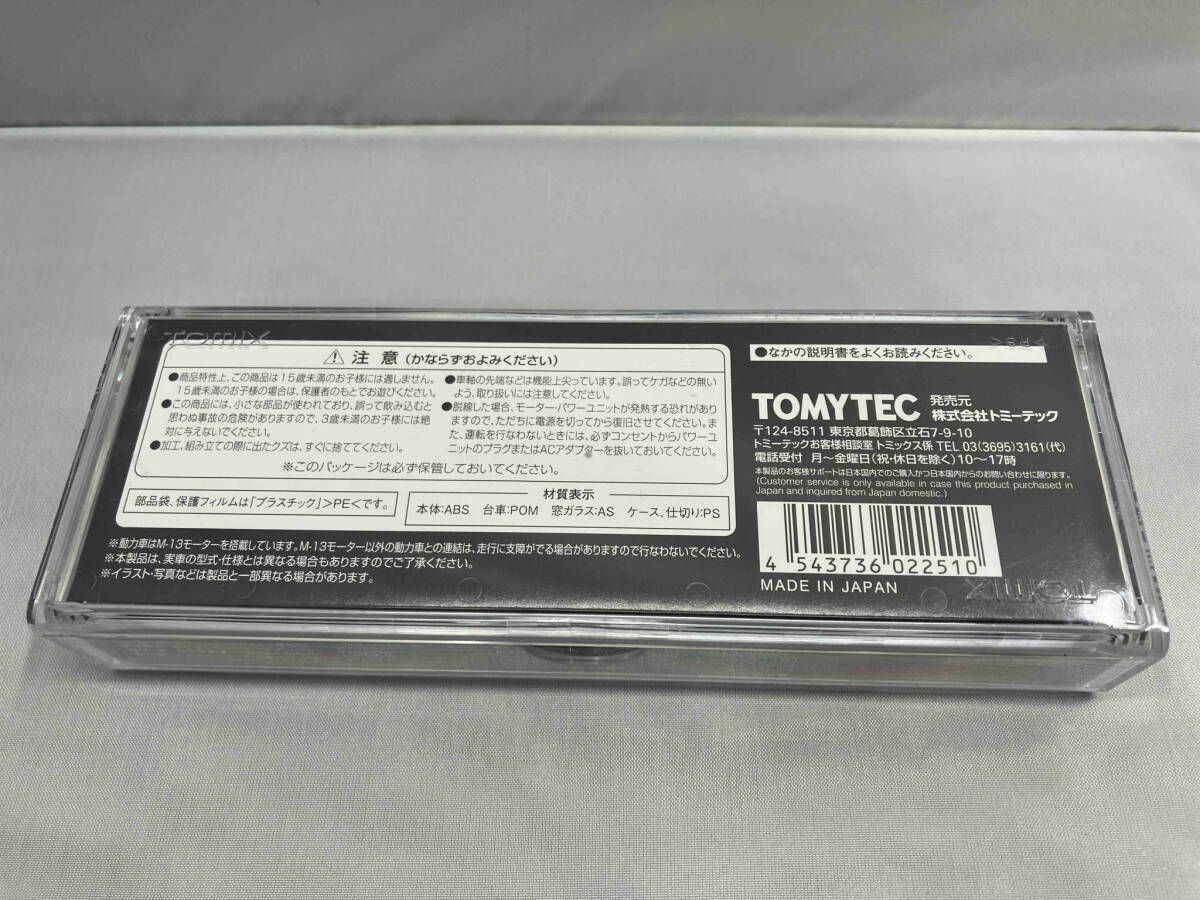 TOMIX
>PS<
⚠ 注 意 (かならずおよみください)
●商品特性上、この商品は15歳未満のお子様には適しません。
15歳未満のお子様の場合は、保護者のもとでお遊びください。
●この商品には、小さな部品が使われており、誤って飲み込むと
思わぬ事故の危険がありますので、3歳未満のお子様には絶
対に与えないでください。
●加工、組み立ての際に出たクズは、すぐに捨ててください。
●車軸の先端などは機能上尖っています。誤ってケガなどの無い
よう、取り扱いには注意してください。
●脱線した場合、モーター・パワーユニットが発熱する恐れがあり
ますので、ただちに電源を切ってから復旧させてください。ま
た、運転を行なわないときには、必ずコンセントからパワーユ
ニットのプラグまたはACアダプターを抜いておいてください。
※このパッケージは必ず保管しておいてください。
部品袋、保護フィルムは「プラスチック」>PE<です。
材質表示
本体:ABS 台車:POM 窓ガラス:AS ケース、仕切り:PS
※動力車はM-13モーターを搭載しています。M-13モーター以外の動力車との連結は、走行に支障がでる場合がありますので行なわないでください。
※本製品は、実車の型式・仕様とは異なる場合もありますのでご了承ください。
※イラスト・写真などは製品と一部異なる場合があります。
●なかの説明書をよくお読みください。
TOMYTEC 発売元 株式会社トミーテック
〒124-8511 東京都葛飾区立石7-9-10
トミーテックお客様相談室 トミックス係 TEL 03(3695)3161(代)
電話受付 月〜金曜日(祝・休日を除く)10〜17時
本製品のお客様サポートは日本国内でのご購入かつ日本国内からのお問い合わせに限ります。
(Customer service is only available in case this product purchased in
Japan and inquired from Japan domestic.)
4 543736 022510
MADE IN JAPAN
TOMIX